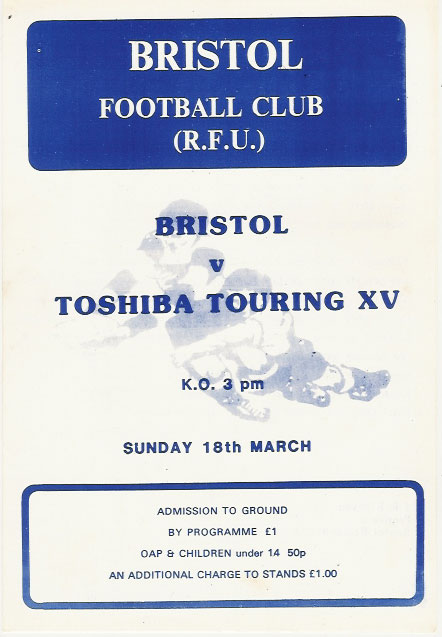 BRISTOL
FOOTBALL CLUB
(R.F.U.)
BRISTOL
v
TOSHIBA TOURING XV
K.O. 3 pm
SUNDAY 18th MARCH
ADMISSION TO GROUND
BY PROGRAMME £1
OAP & CHILDREN under 14 50p
AN ADDITIONAL CHARGE TO STANDS £1.00